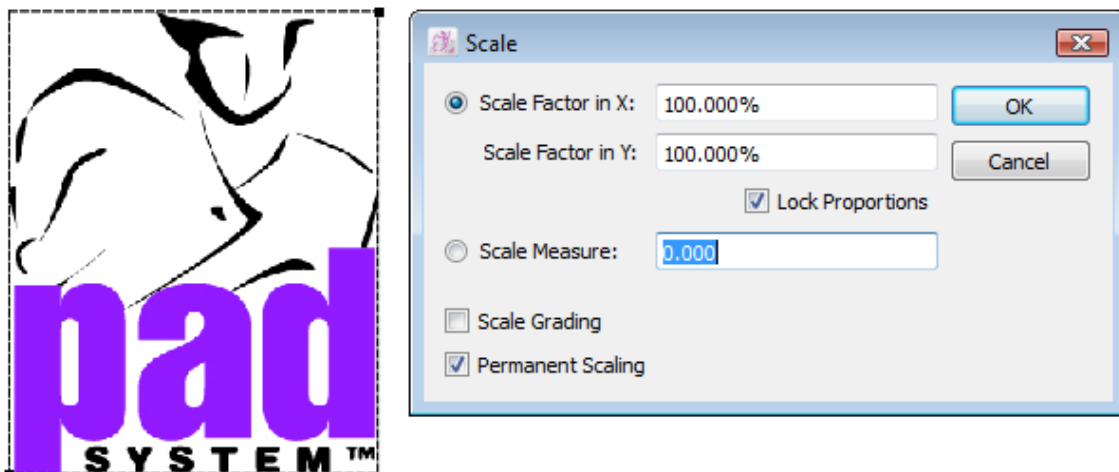 pad
SYSTEM™
Scale
Scale Factor in X: 100.000% OK
Scale Factor in Y: 100.000% Cancel
Lock Proportions
Scale Measure: 0.000
Scale Grading
Permanent Scaling